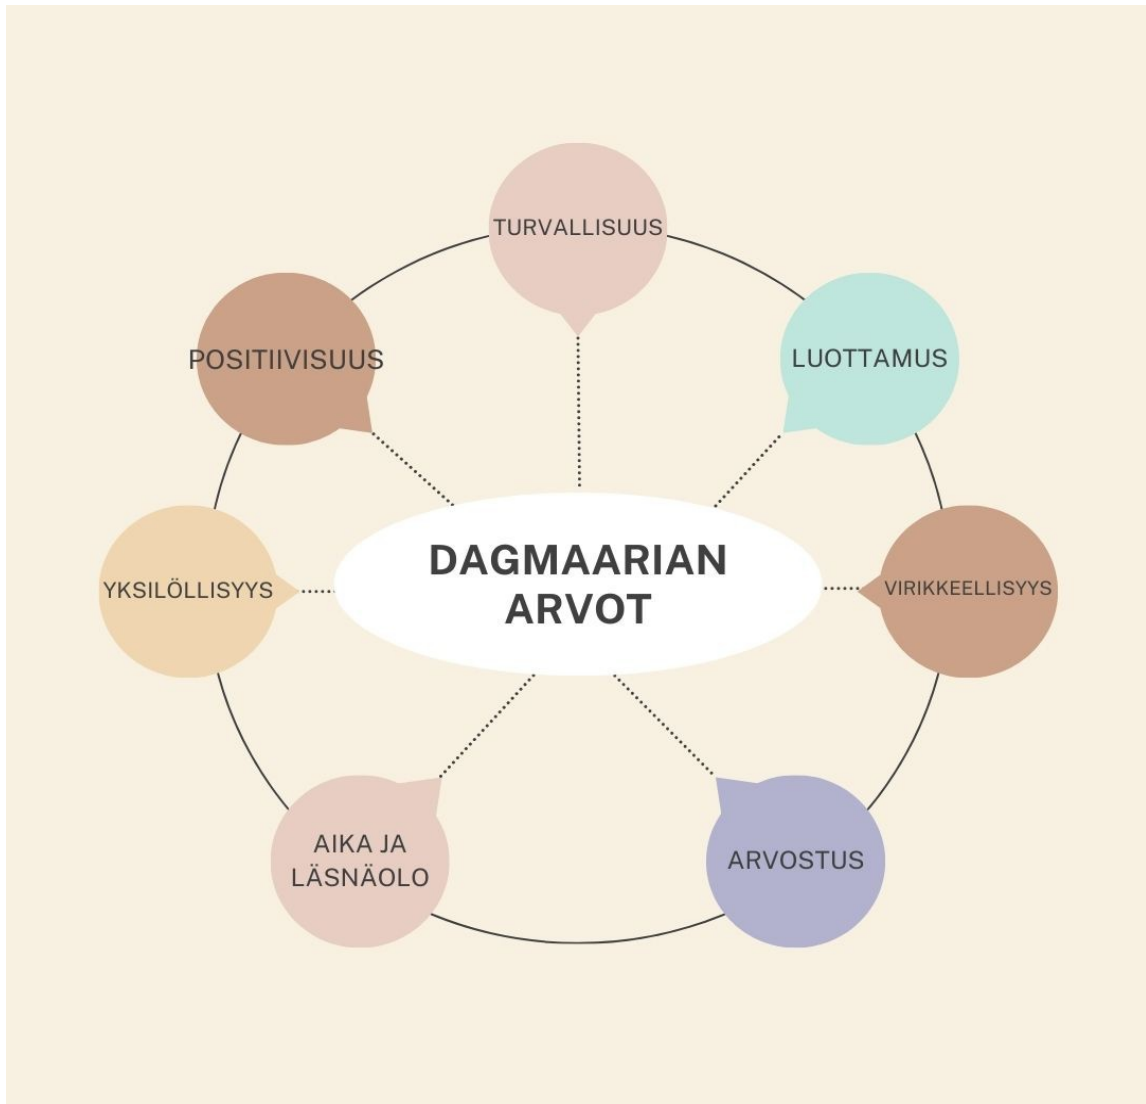 TURVALLISUUS
POSITIIVISUUS
LUOTTAMUS
DAGMAARIAN
ARVOT
YKSILÖLLISYYS
VIRIKKEELLISYYS
AIKA JA
LÄSNÄOLO
ARVOSTUS